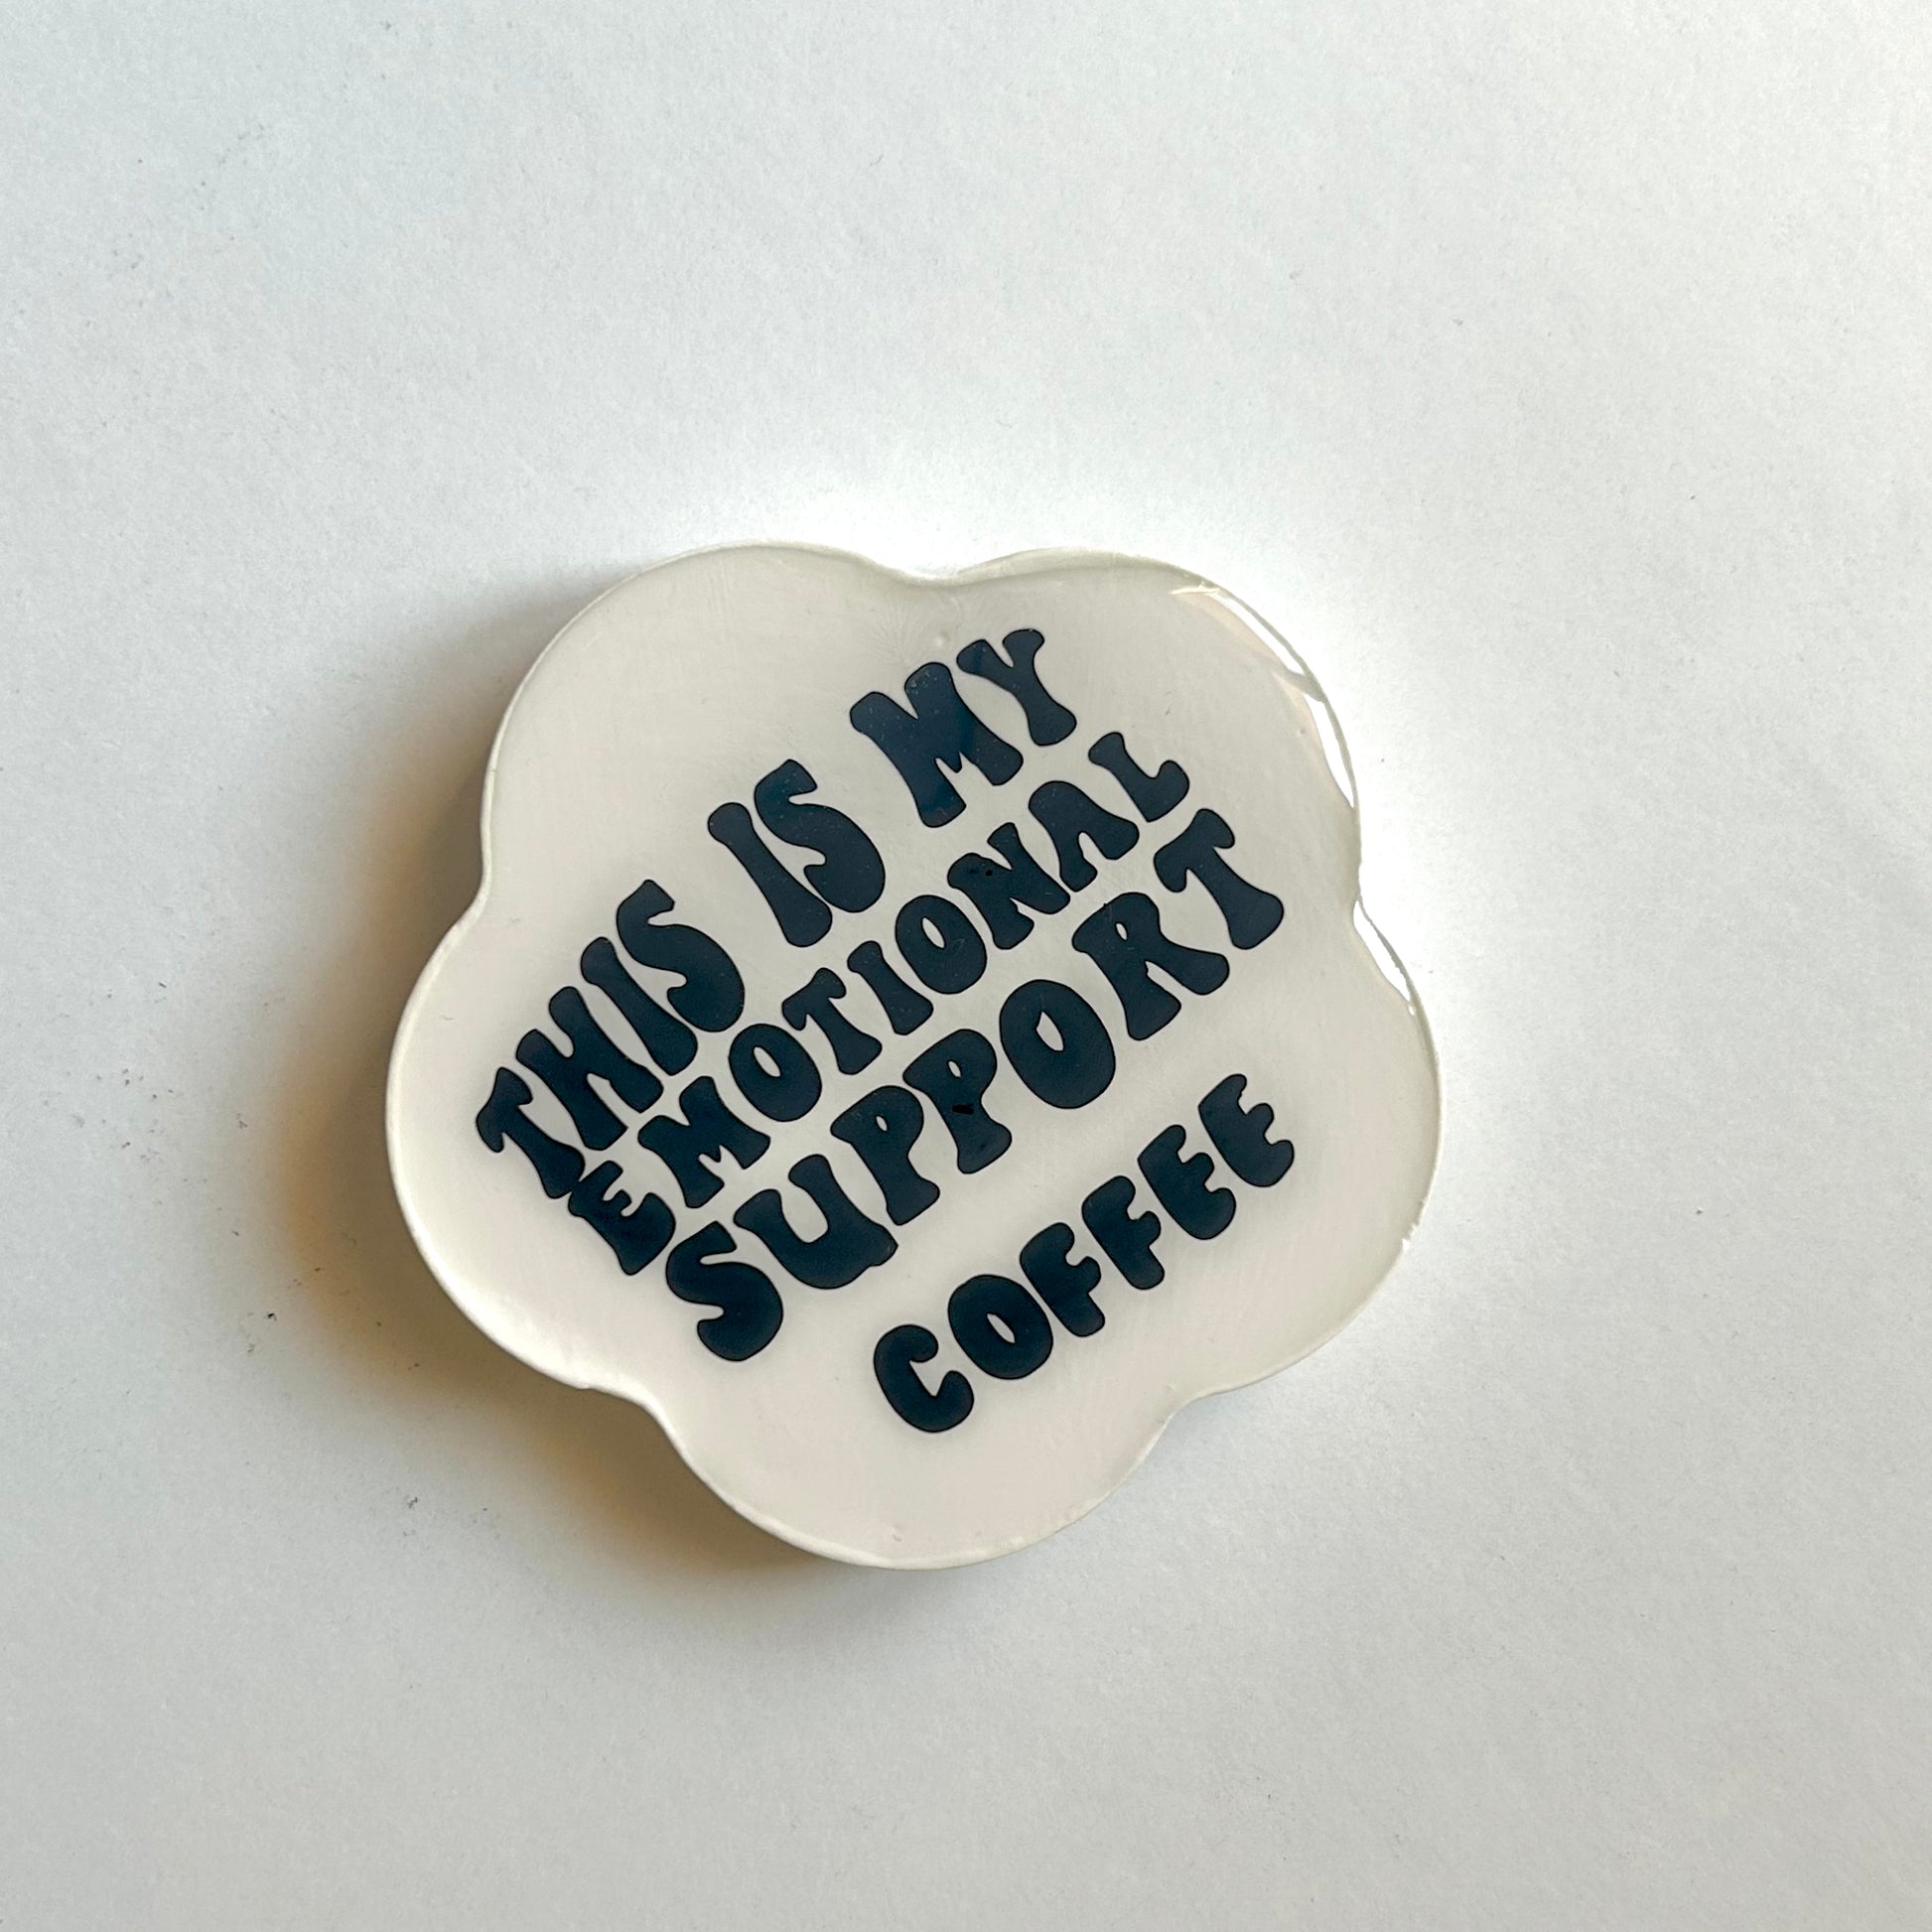 THIS IS MY
EMOTIONAL
SUPPORT
COFFEE